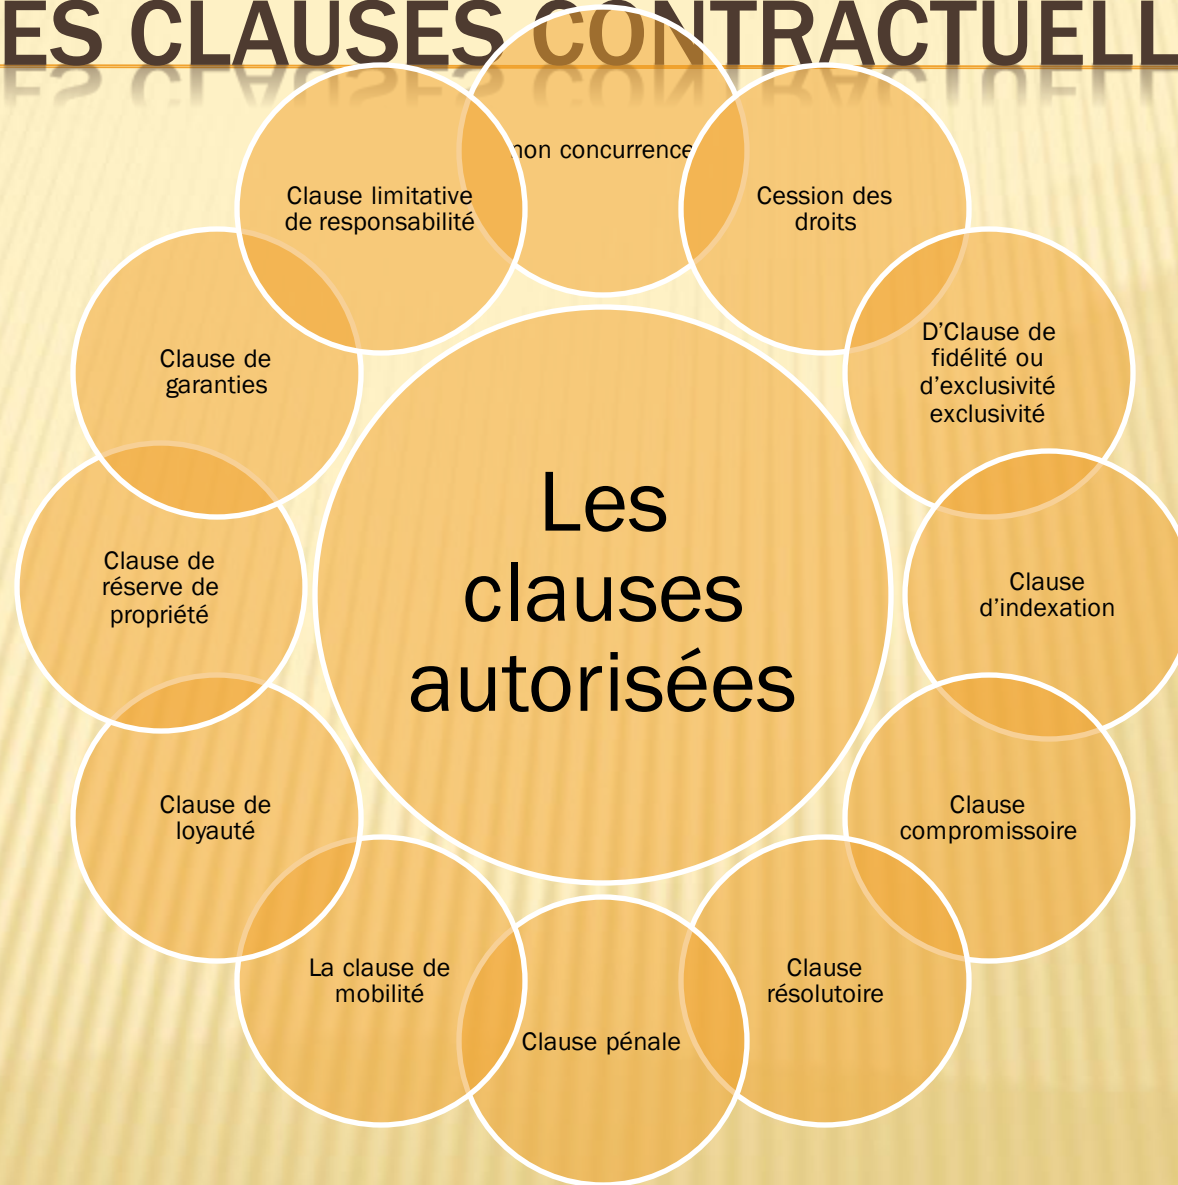 ES CLAUSES CONTRACTUELL
non concurrence
Cession des
droits
D’Clause de
fidélité ou
d’exclusivité
exclusivité
Clause
d’indexation
Clause
compromissoire
Clause
résolutoire
Clause pénale
La clause de
mobilité
Clause de
loyauté
Clause de
réserve de
propriété
Clause de
garanties
Clause limitative
de responsabilité
Les
clauses
autorisées